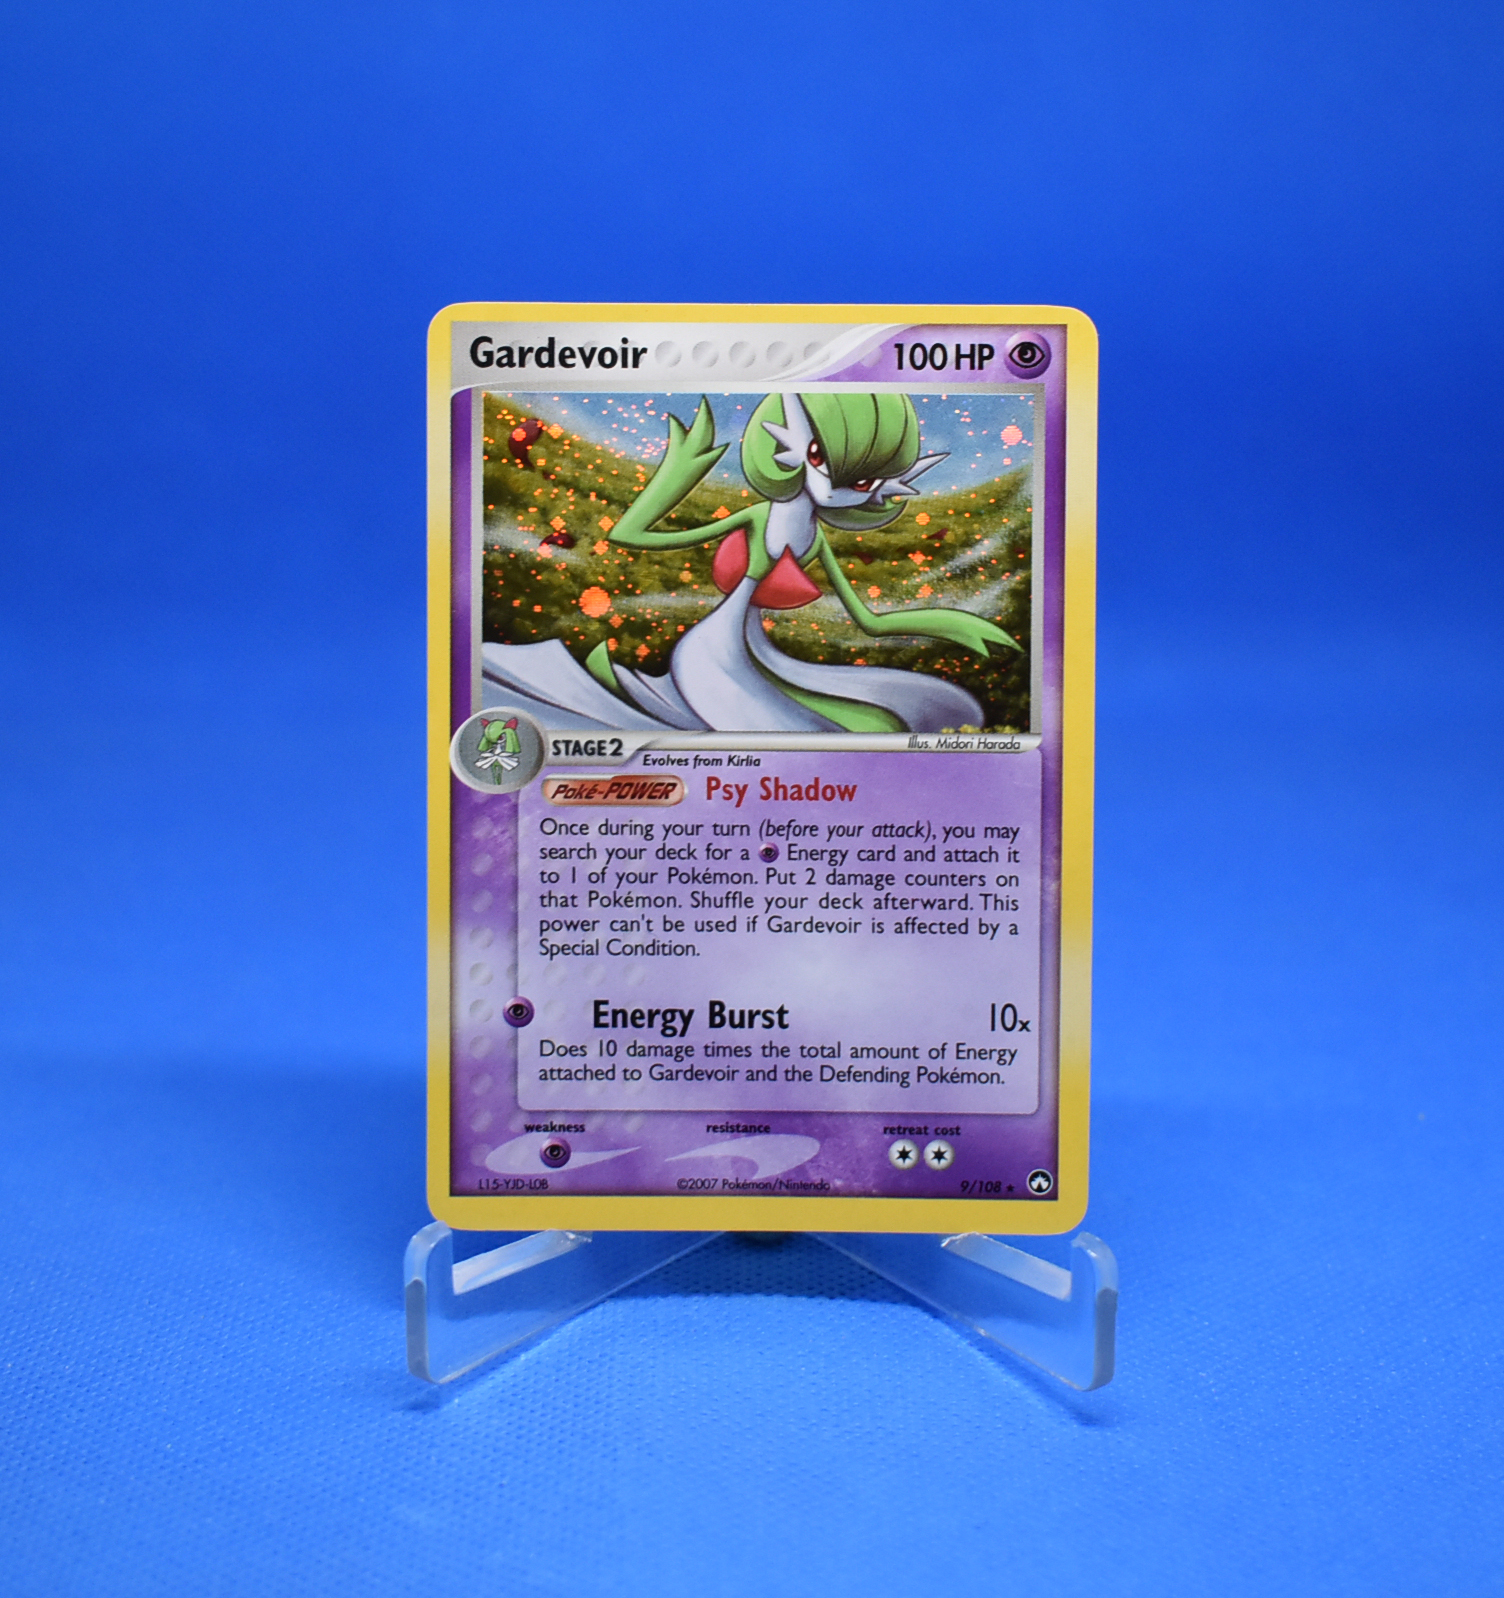 Gardevoir 100 HP
Illus. Midori Harada
STAGE 2
Evolves from Kirlia
Poké-POWER Psy Shadow
Once during your turn (before your attack), you may
search your deck for a Energy card and attach it
to 1 of your Pokémon. Put 2 damage counters on
that Pokémon. Shuffle your deck afterward. This
power can't be used if Gardevoir is affected by a
Special Condition.
Energy Burst 10x
Does 10 damage times the total amount of Energy
attached to Gardevoir and the Defending Pokémon.
weakness resistance retreat cost
L15-YJD-L0B ©2007 Pokémon/Nintendo 9/108 ★